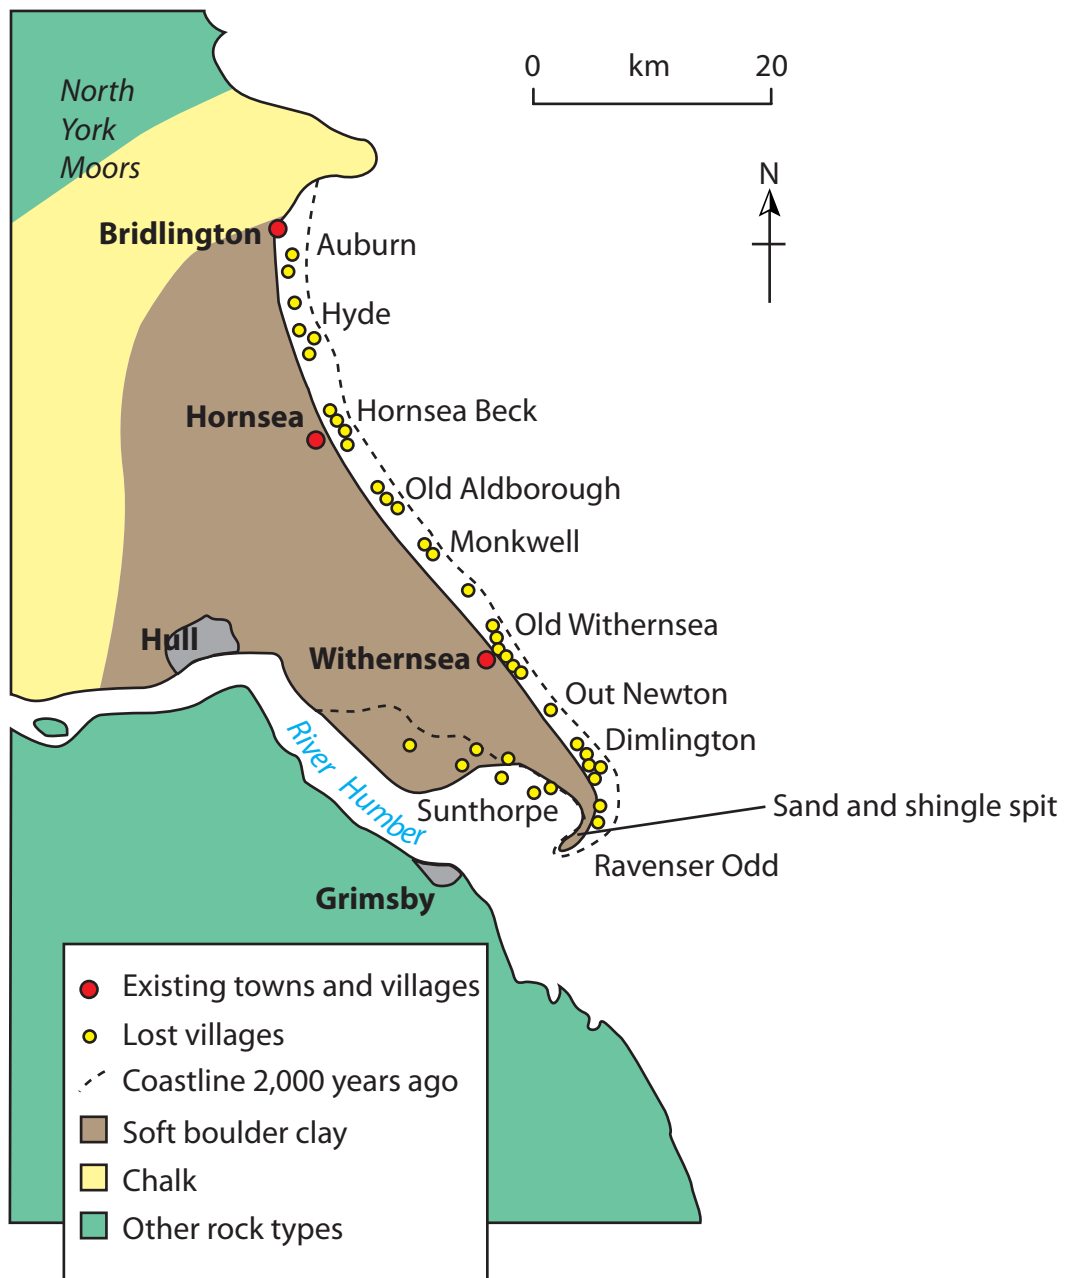 0 km 20
North
York
Moors
N
Bridlington
Auburn
Hyde
Hornsea Beck
Hornsea
Old Aldborough
Monkwell
Old Withernsea
Hull
Withernsea
Out Newton
Dimlington
River Humber
Sunthorpe
Sand and shingle spit
Ravenser Odd
Grimsby
Existing towns and villages
Lost villages
Coastline 2,000 years ago
Soft boulder clay
Chalk
Other rock types